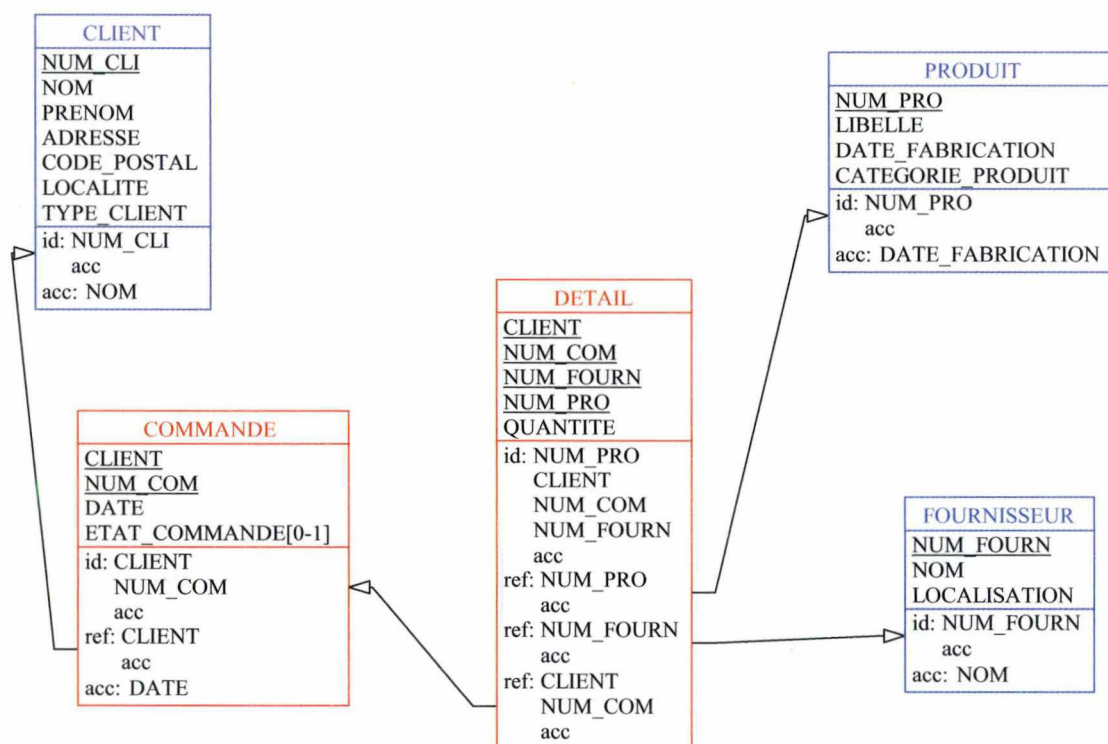 CLIENT
NUM_CLI
NOM
PRENOM
ADRESSE
CODE_POSTAL
LOCALITE
TYPE_CLIENT
id: NUM_CLI
acc
acc: NOM
PRODUIT
NUM_PRO
LIBELLE
DATE_FABRICATION
CATEGORIE_PRODUIT
id: NUM_PRO
acc
acc: DATE_FABRICATION
DETAIL
CLIENT
NUM_COM
NUM_FOURN
NUM_PRO
QUANTITE
id: NUM_PRO
CLIENT
NUM_COM
NUM_FOURN
acc
ref: NUM_PRO
acc
ref: NUM_FOURN
acc
ref: CLIENT
NUM_COM
acc
COMMANDE
CLIENT
NUM_COM
DATE
ETAT_COMMANDE[0-1]
id: CLIENT
NUM_COM
acc
ref: CLIENT
acc
acc: DATE
FOURNISSEUR
NUM_FOURN
NOM
LOCALISATION
id: NUM_FOURN
acc
acc: NOM